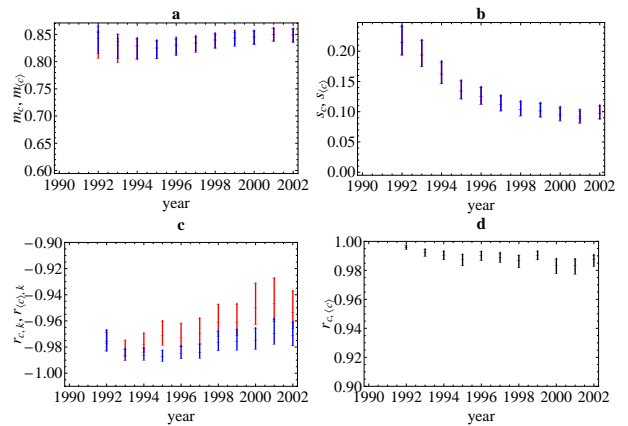 a
m_c, m_⟨c⟩
0.85
0.80
0.75
0.70
0.65
0.60
1990 1992 1994 1996 1998 2000 2002
year
b
s_c, s_⟨c⟩
0.20
0.15
0.10
0.05
0.00
1990 1992 1994 1996 1998 2000 2002
year
c
r_{c, k}, r_{⟨c⟩, k}
−0.90
−0.92
−0.94
−0.96
−0.98
−1.00
1990 1992 1994 1996 1998 2000 2002
year
d
r_{c, ⟨c⟩}
1.00
0.98
0.96
0.94
0.92
0.90
1990 1992 1994 1996 1998 2000 2002
year